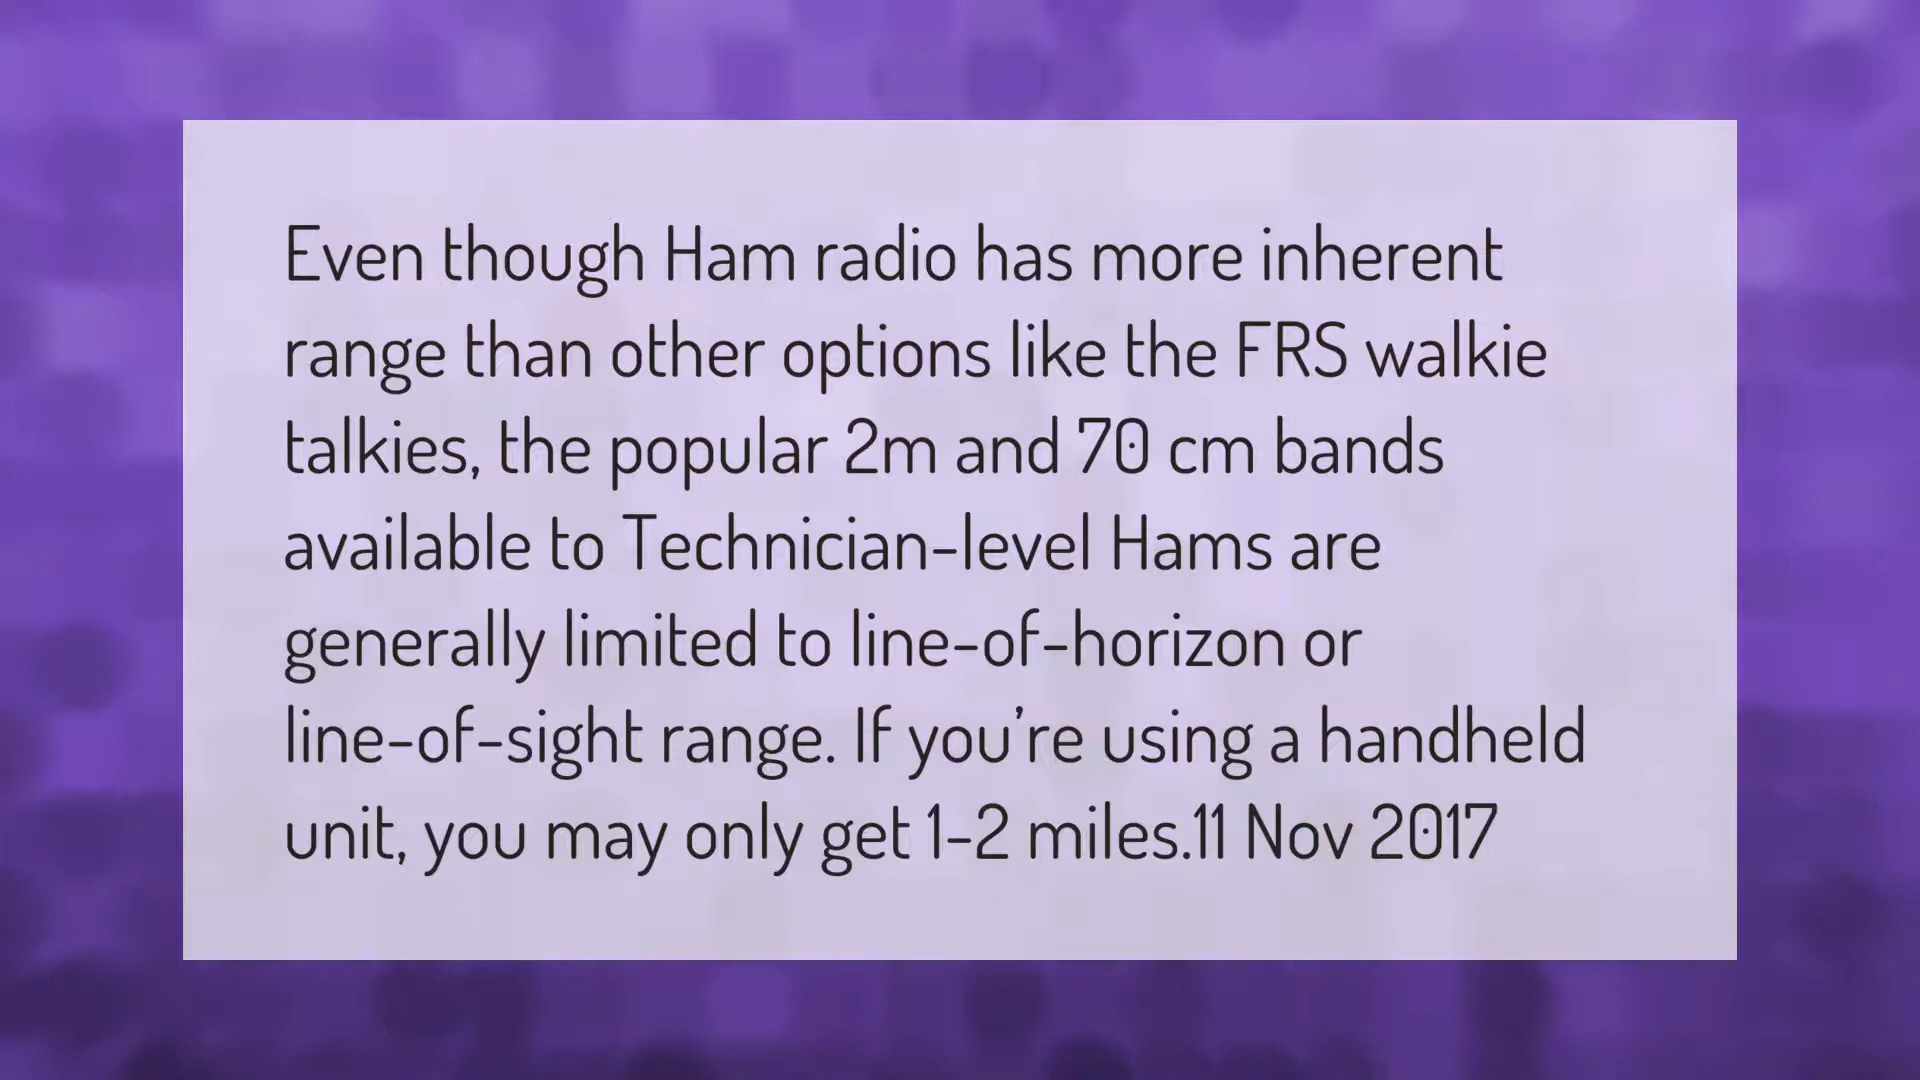 Even though Ham radio has more inherent
range than other options like the FRS walkie
talkies, the popular 2m and 70 cm bands
available to Technician-level Hams are
generally limited to line-of-horizon or
line-of-sight range. If you’re using a handheld
unit, you may only get 1-2 miles.11 Nov 2017